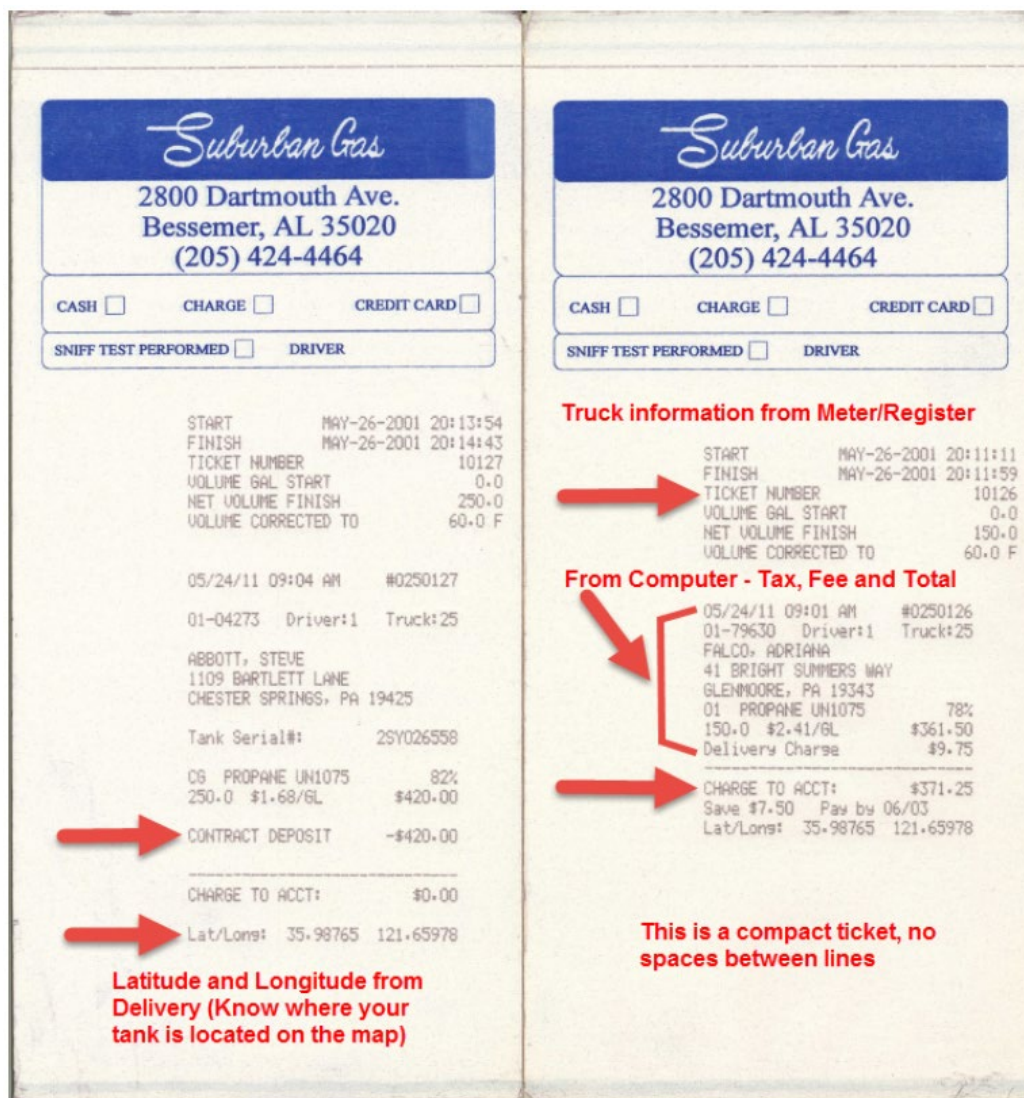 Suburban Gas
2800 Dartmouth Ave.
Bessemer, AL 35020
(205) 424-4464
CASH CHARGE CREDIT CARD
SNIFF TEST PERFORMED DRIVER
START MAY-26-2001 20:13:54
FINISH MAY-26-2001 20:14:43
TICKET NUMBER 10127
VOLUME GAL START 0.0
NET VOLUME FINISH 250.0
VOLUME CORRECTED TO 60.0 F
05/24/11 09:04 AM #0250127
01-04273 Driver:1 Truck:25
ABBOTT, STEVE
1109 BARTLETT LANE
CHESTER SPRINGS, PA 19425
Tank Serial#: 2SY026558
CG PROPANE UN1075 82%
250.0 $1.68/GL $420.00
CONTRACT DEPOSIT -$420.00
CHARGE TO ACCT: $0.00
Lat/Long: 35.98765 121.65978
Latitude and Longitude from
Delivery (Know where your
tank is located on the map)
Suburban Gas
2800 Dartmouth Ave.
Bessemer, AL 35020
(205) 424-4464
CASH CHARGE CREDIT CARD
SNIFF TEST PERFORMED DRIVER
Truck information from Meter/Register
START MAY-26-2001 20:11:11
FINISH MAY-26-2001 20:11:59
TICKET NUMBER 10126
VOLUME GAL START 0.0
NET VOLUME FINISH 150.0
VOLUME CORRECTED TO 60.0 F
From Computer - Tax, Fee and Total
05/24/11 09:01 AM #0250126
01-79630 Driver:1 Truck:25
FALCO, ADRIANA
41 BRIGHT SUMMERS WAY
GLENMOORE, PA 19343
01 PROPANE UN1075 78%
150.0 $2.41/GL $361.50
Delivery Charge $9.75
CHARGE TO ACCT: $371.25
Save $7.50 Pay by 06/03
Lat/Long: 35.98765 121.65978
This is a compact ticket, no
spaces between lines